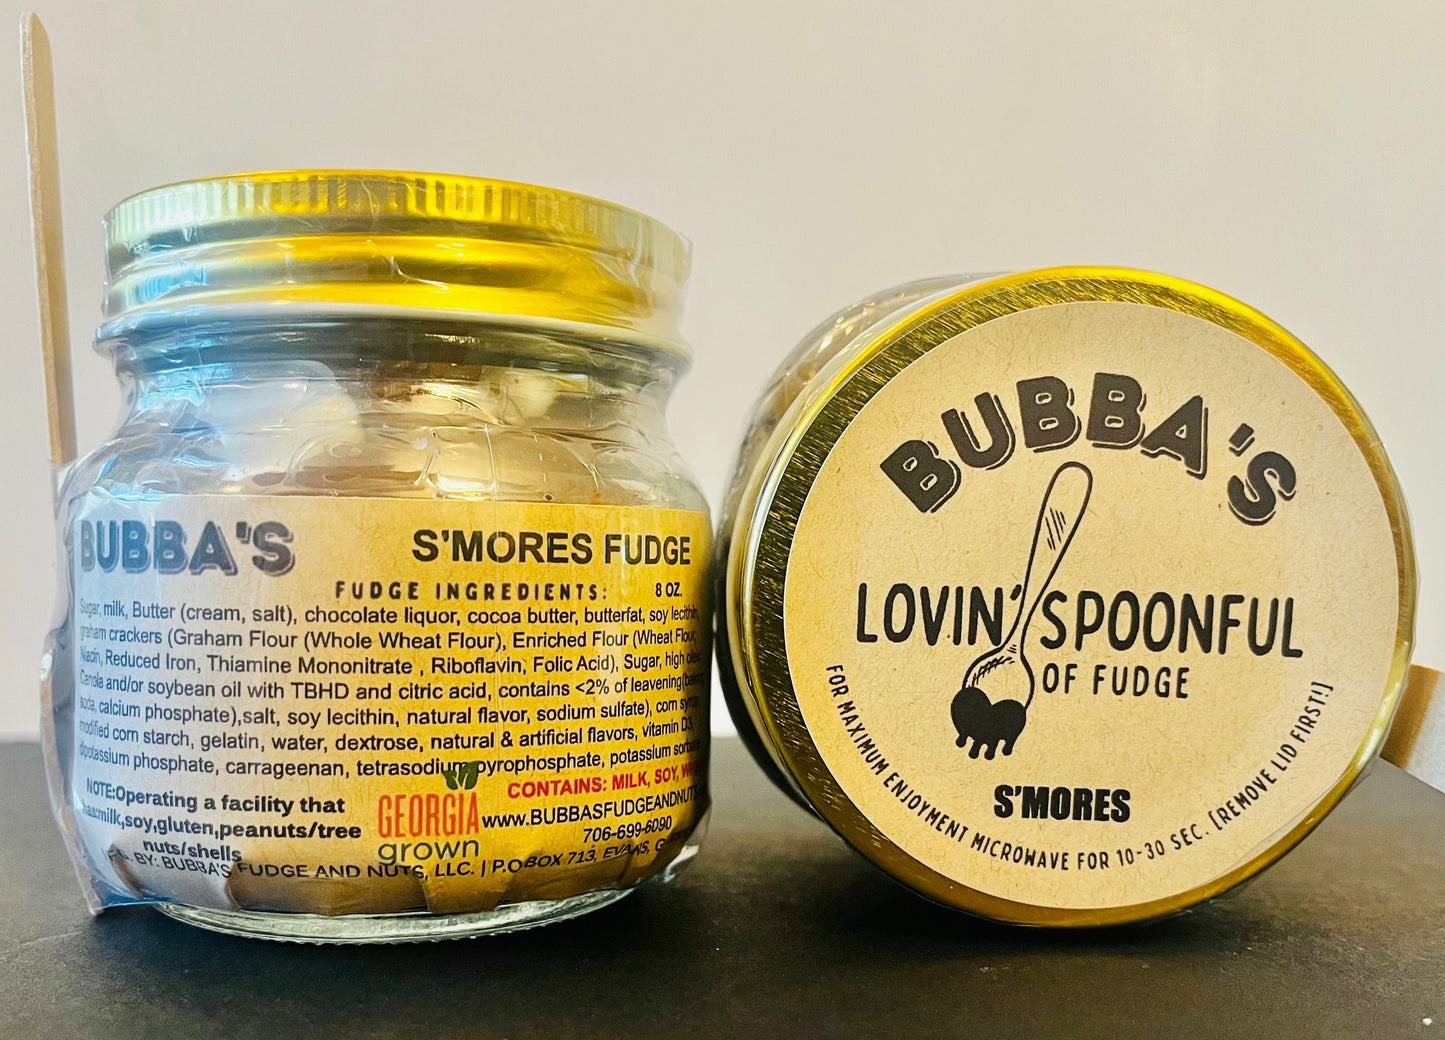 BUBBA'S
S'MORES FUDGE
FUDGE INGREDIENTS:
8 OZ.
Sugar, milk, Butter (cream, salt), chocolate liquor, cocoa butter, butterfat, soy lecithin,
graham crackers (Graham Flour (Whole Wheat Flour), Enriched Flour (Wheat Flour,
Niacin, Reduced Iron, Thiamine Mononitrate , Riboflavin, Folic Acid), Sugar, high oleic
Canola and/or soybean oil with TBHD and citric acid, contains <2% of leavening(baking
soda, calcium phosphate),salt, soy lecithin, natural flavor, sodium sulfate), corn syrup,
modified corn starch, gelatin, water, dextrose, natural & artificial flavors, vitamin D3,
dipotassium phosphate, carrageenan, tetrasodium pyrophosphate, potassium sorbate
NOTE:Operating a facility that
has:milk,soy,gluten,peanuts/tree
nuts/shells
GEORGIA
grown
CONTAINS: MILK, SOY,
www.BUBBASFUDGEANDNUTS
706-699-6090
BY: BUBBA'S FUDGE AND NUTS, LLC. | P.O BOX 713, EVANS,
BUBBA'S
LOVIN' SPOONFUL
OF FUDGE
S'MORES
FOR MAXIMUM ENJOYMENT MICROWAVE FOR 10-30 SEC. [REMOVE LID FIRST!]